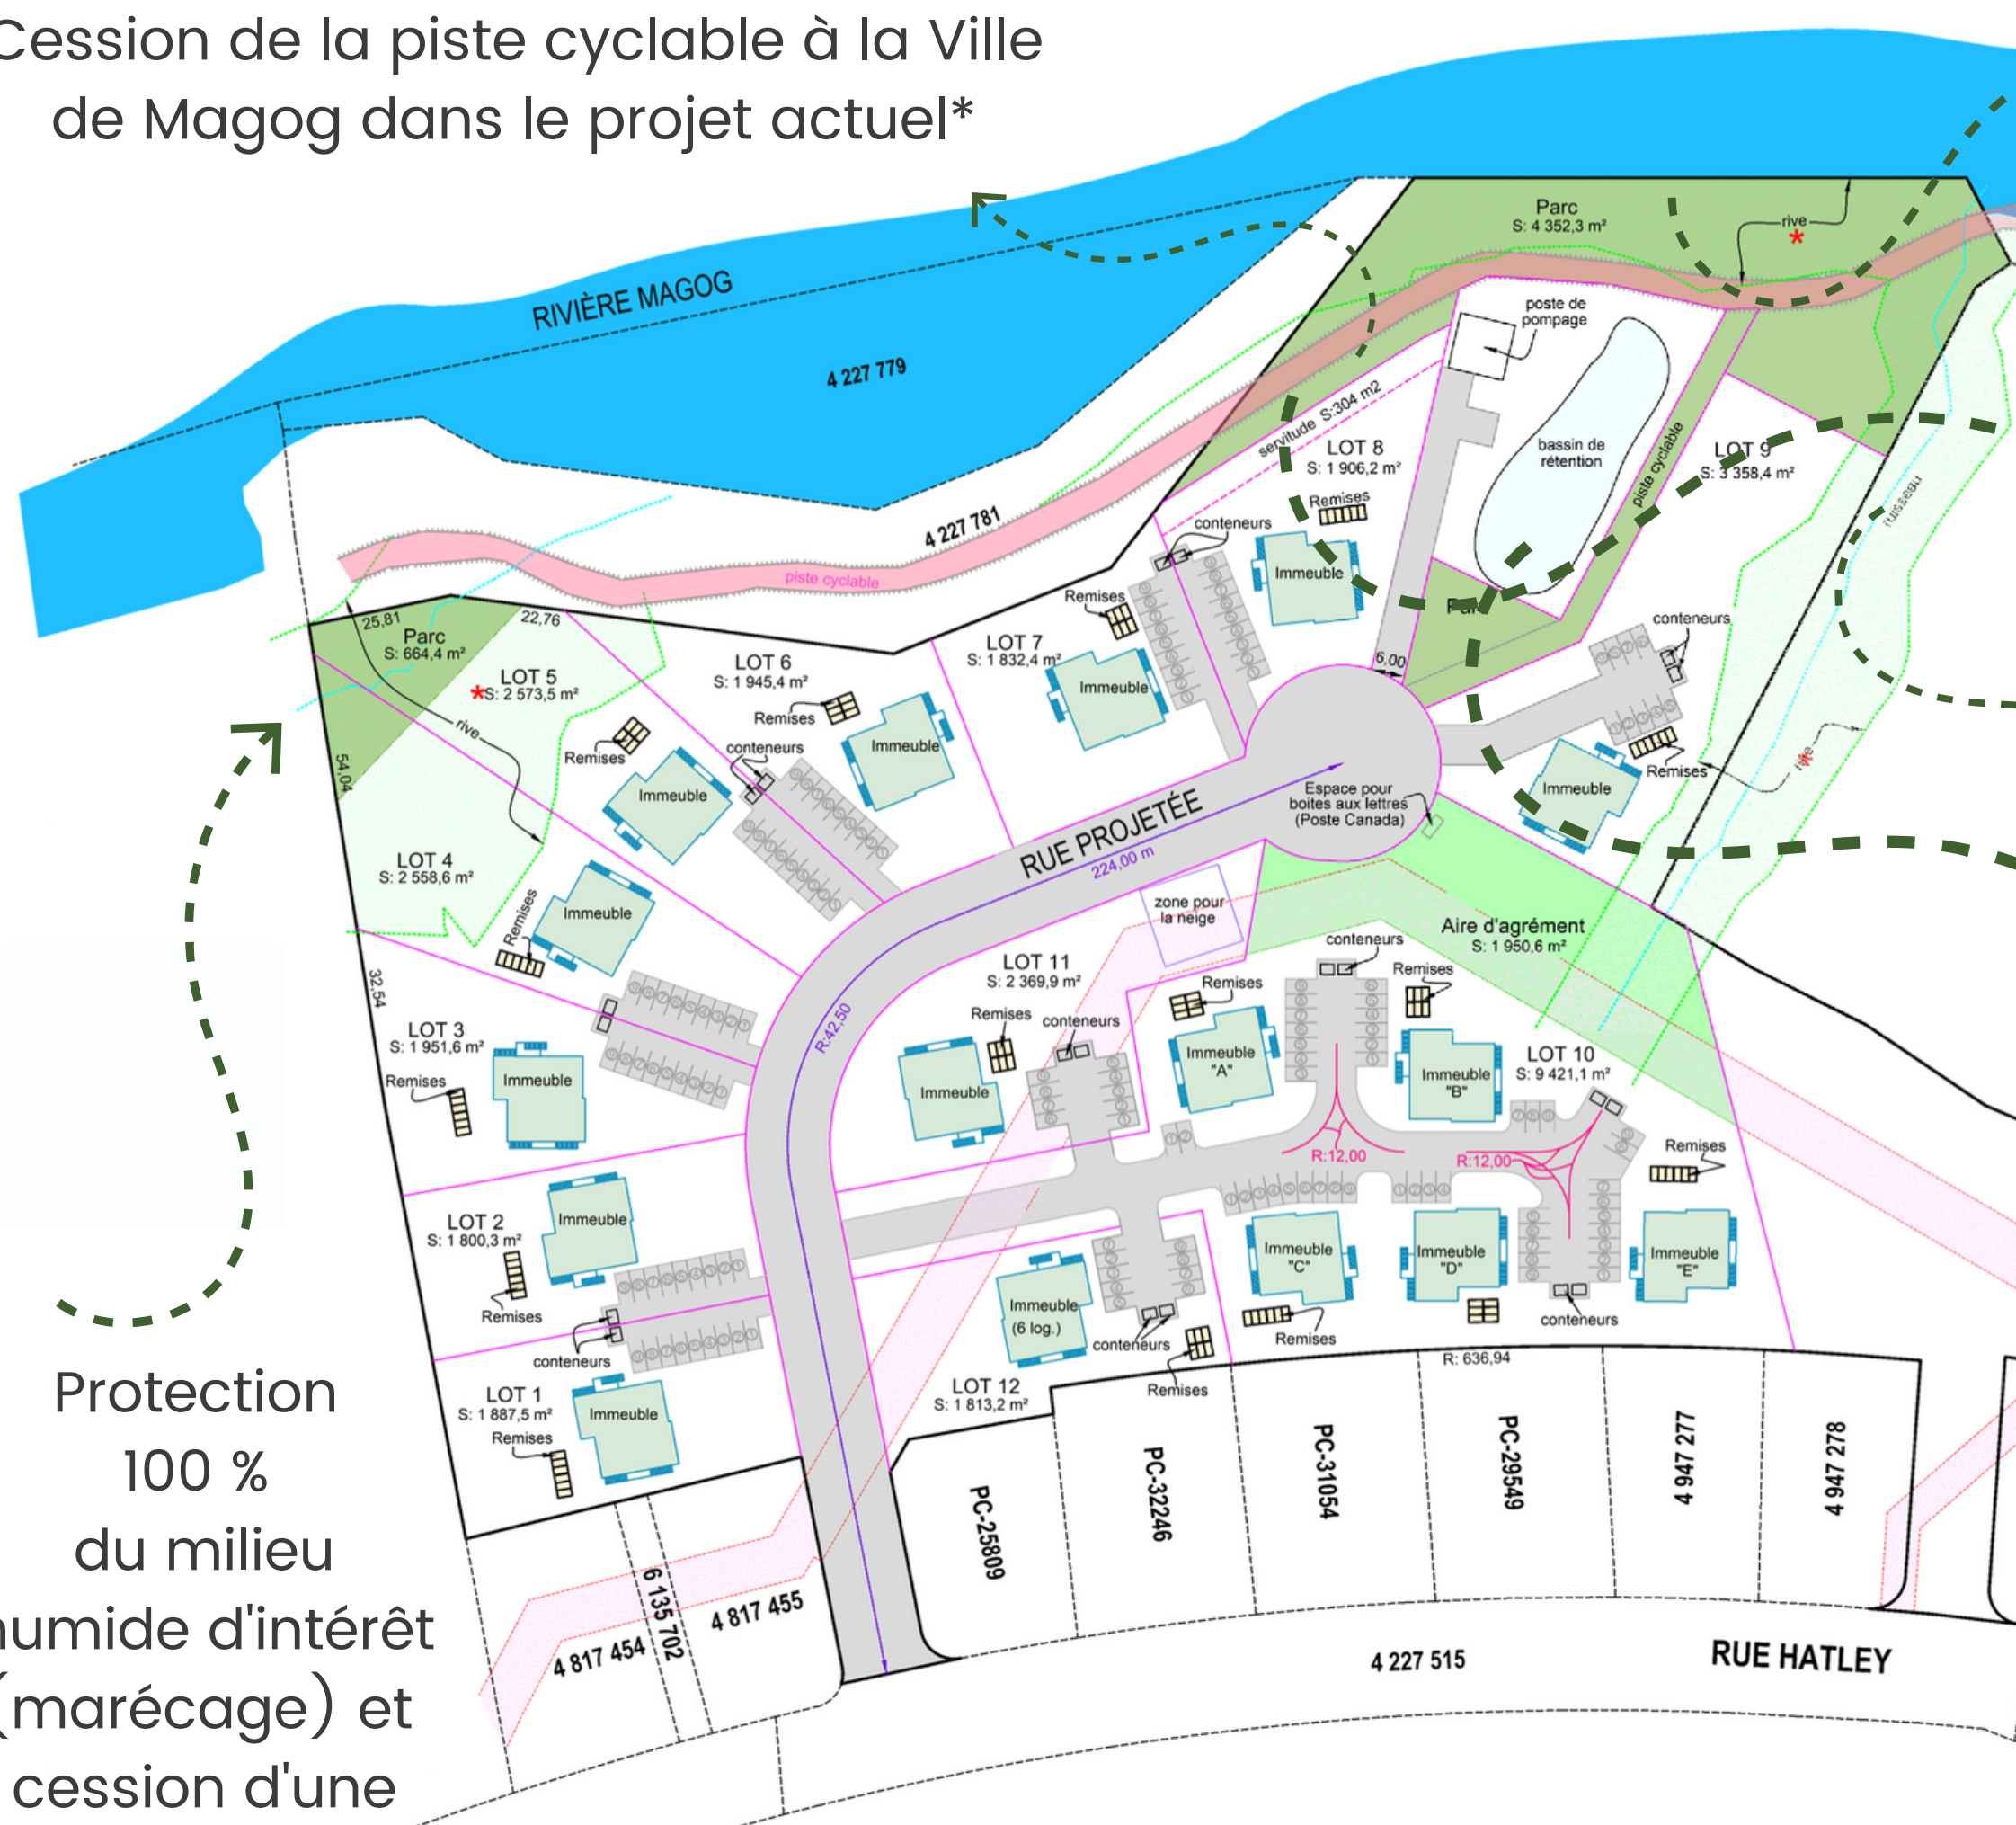 Cession de la piste cyclable à la Ville
de Magog dans le projet actuel*
RIVIÈRE MAGOG
4 227 779
4 227 781
piste cyclable
Parc
S: 4 352,3 m²
rive
*
poste de
pompage
servitude S:304 m2
LOT 8
S: 1 906,2 m²
Remises
conteneurs
Immeuble
bassin de
rétention
piste cyclable
LOT 9
S: 3 358,4 m²
conteneurs
Remises
Immeuble
6,00
25,81
22,76
Parc
S: 664,4 m²
54,04
LOT 5
*S: 2 573,5 m²
rive
Remises
Immeuble
LOT 6
S: 1 945,4 m²
Remises
conteneurs
Immeuble
LOT 7
S: 1 832,4 m²
Remises
Immeuble
Espace pour
boites aux lettres
(Poste Canada)
RUE PROJETÉE
224,00 m
R:42,50
LOT 4
S: 2 558,6 m²
Remises
Immeuble
32,54
zone pour
la neige
Aire d'agrément
S: 1 950,6 m²
LOT 11
S: 2 369,9 m²
Remises
conteneurs
Immeuble
conteneurs
Remises
Immeuble
"A"
Remises
Immeuble
"B"
LOT 10
S: 9 421,1 m²
R:12,00
R:12,00
Remises
LOT 3
S: 1 951,6 m²
Remises
Immeuble
LOT 2
S: 1 800,3 m²
Immeuble
Remises
conteneurs
Immeuble
(6 log.)
conteneurs
Remises
Immeuble
"C"
Remises
Immeuble
"D"
Immeuble
"E"
conteneurs
LOT 1
S: 1 887,5 m²
Remises
Immeuble
LOT 12
S: 1 813,2 m²
R: 636,94
PC-25809
PC-32246
PC-31054
PC-29549
4 947 277
4 947 278
4 817 454
6 135 702
4 817 455
4 227 515
RUE HATLEY
Protection
100 %
du milieu
humide d'intérêt
(marécage) et
cession d'une